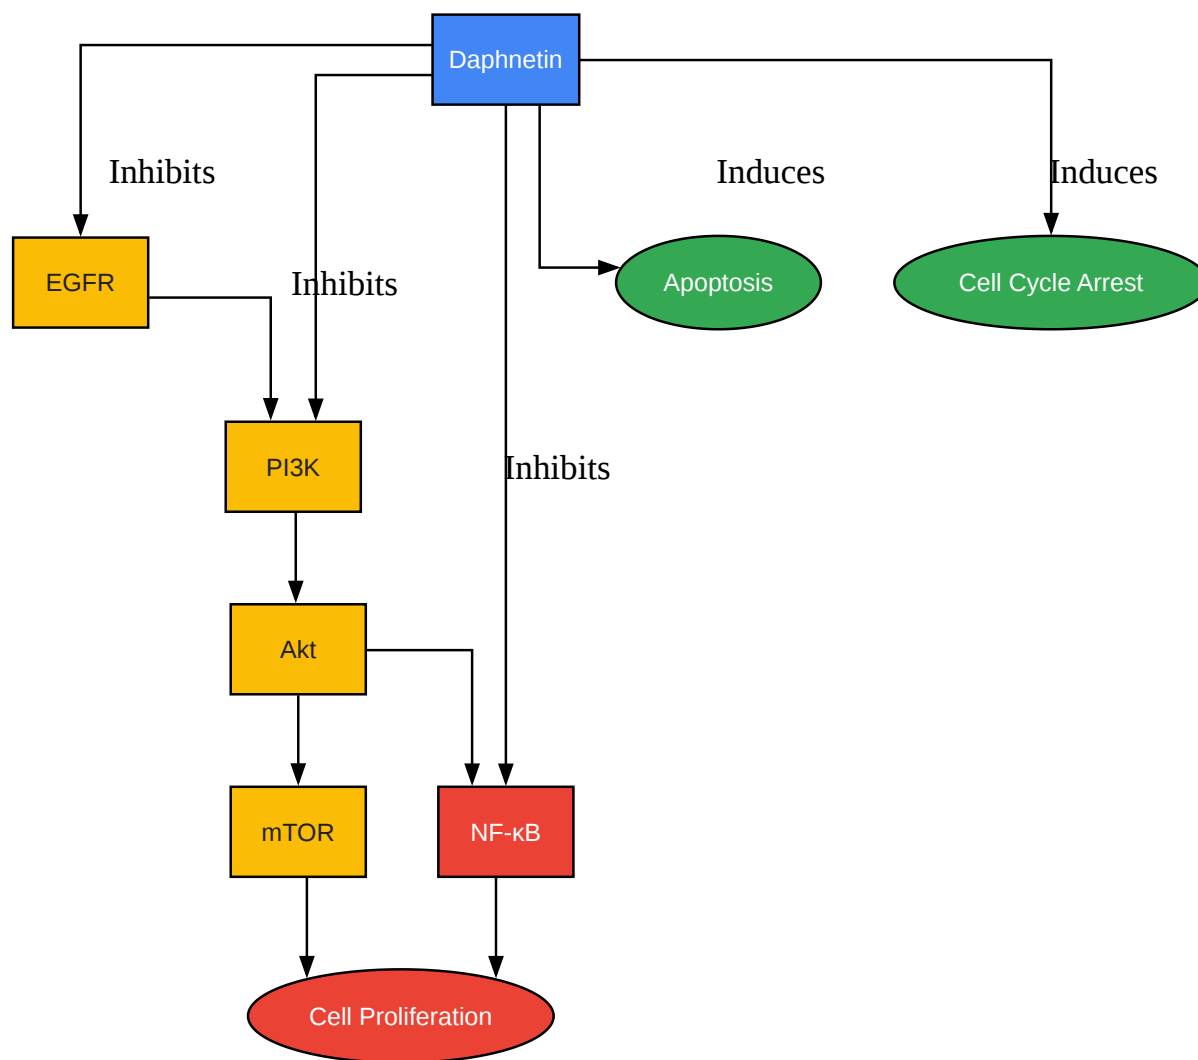 Daphnetin
Inhibits
Induces
Induces
EGFR
Inhibits
Apoptosis
Cell Cycle Arrest
PI3K
Inhibits
Akt
mTOR
NF-κB
Cell Proliferation